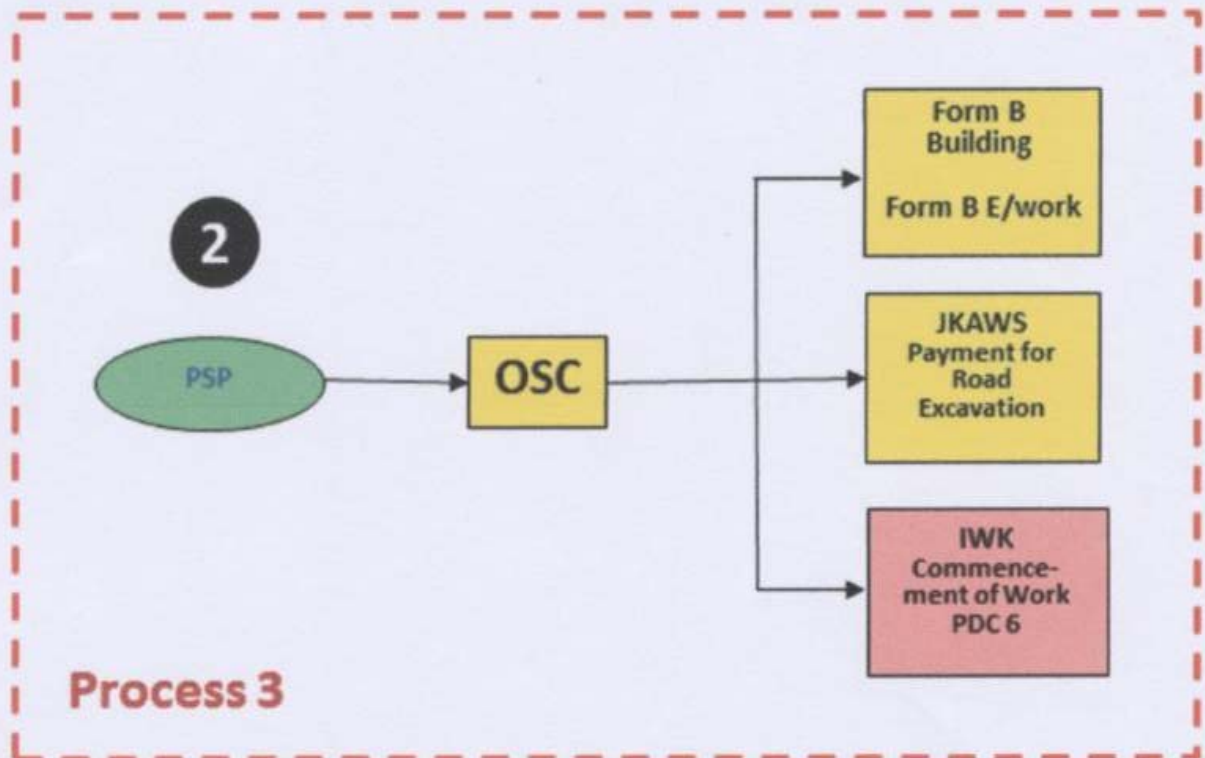 2
PSP
OSC
Form B
Building
Form B E/work
JKAWS
Payment for
Road
Excavation
IWK
Commence-
ment of Work
PDC 6
Process 3